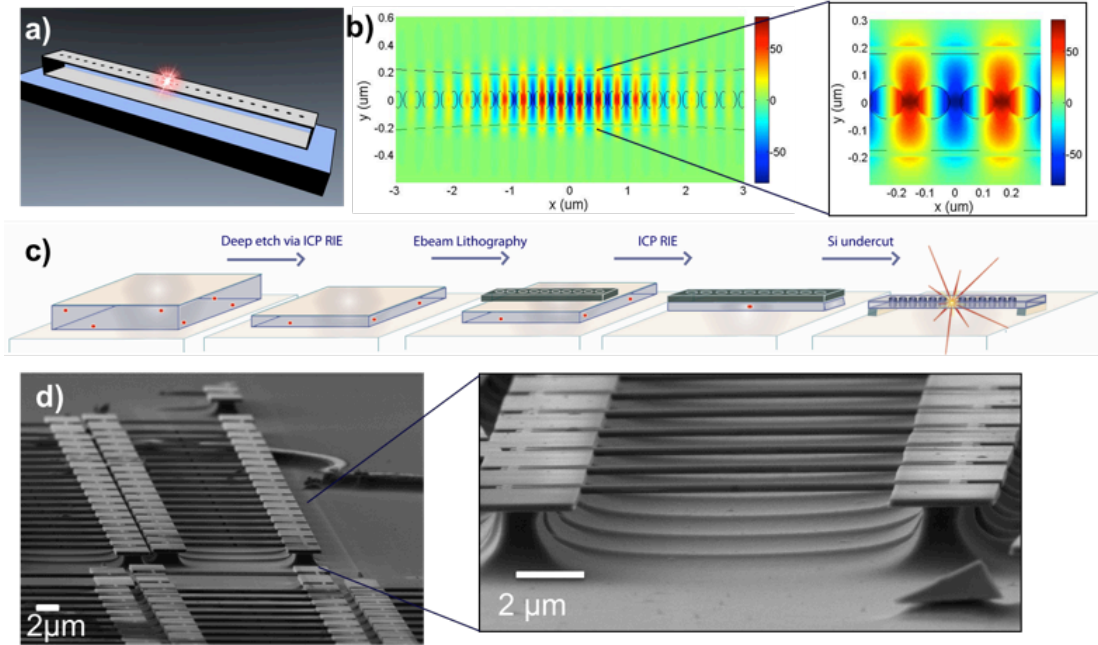 a)
b)
0.6
0.4
0.2
0
-0.2
-0.4
y (um)
-3
-2
-1
0
1
2
3
x (um)
50
0
-50
0.3
0.2
0.1
0
-0.1
-0.2
y (um)
-0.2
-0.1
0
0.1
0.2
x (um)
50
0
-50
c)
Deep etch via ICP RIE
Ebeam Lithography
ICP RIE
Si undercut
d)
2μm
2 μm